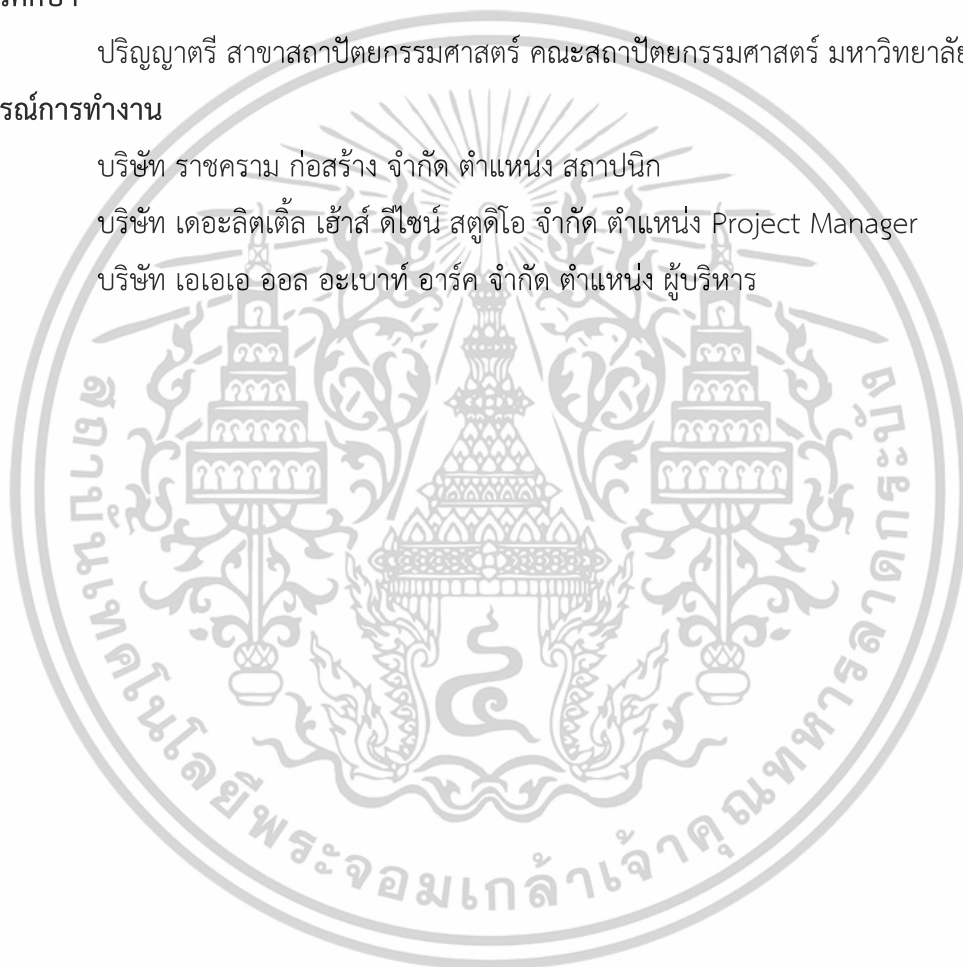 ปริญญาตรี สาขาสถาปัตยกรรมศาสตร์ คณะสถาปัตยกรรมศาสตร์ มหาวิทยาลัย
รณ์การทำงาน
บริษัท ราชคราม ก่อสร้าง จำกัด ตำแหน่ง สถาปนิก
บริษัท เดอะลิตเติ้ล เฮ้าส์ ดีไซน์ สตูดิโอ จำกัด ตำแหน่ง Project Manager
บริษัท เอเอเอ ออล อะเบาท์ อาร์ค จำกัด ตำแหน่ง ผู้บริหาร
สถาบันเทคโนโลยีพระจอมเกล้าเจ้าคุณทหารลาดกระบัง
๔